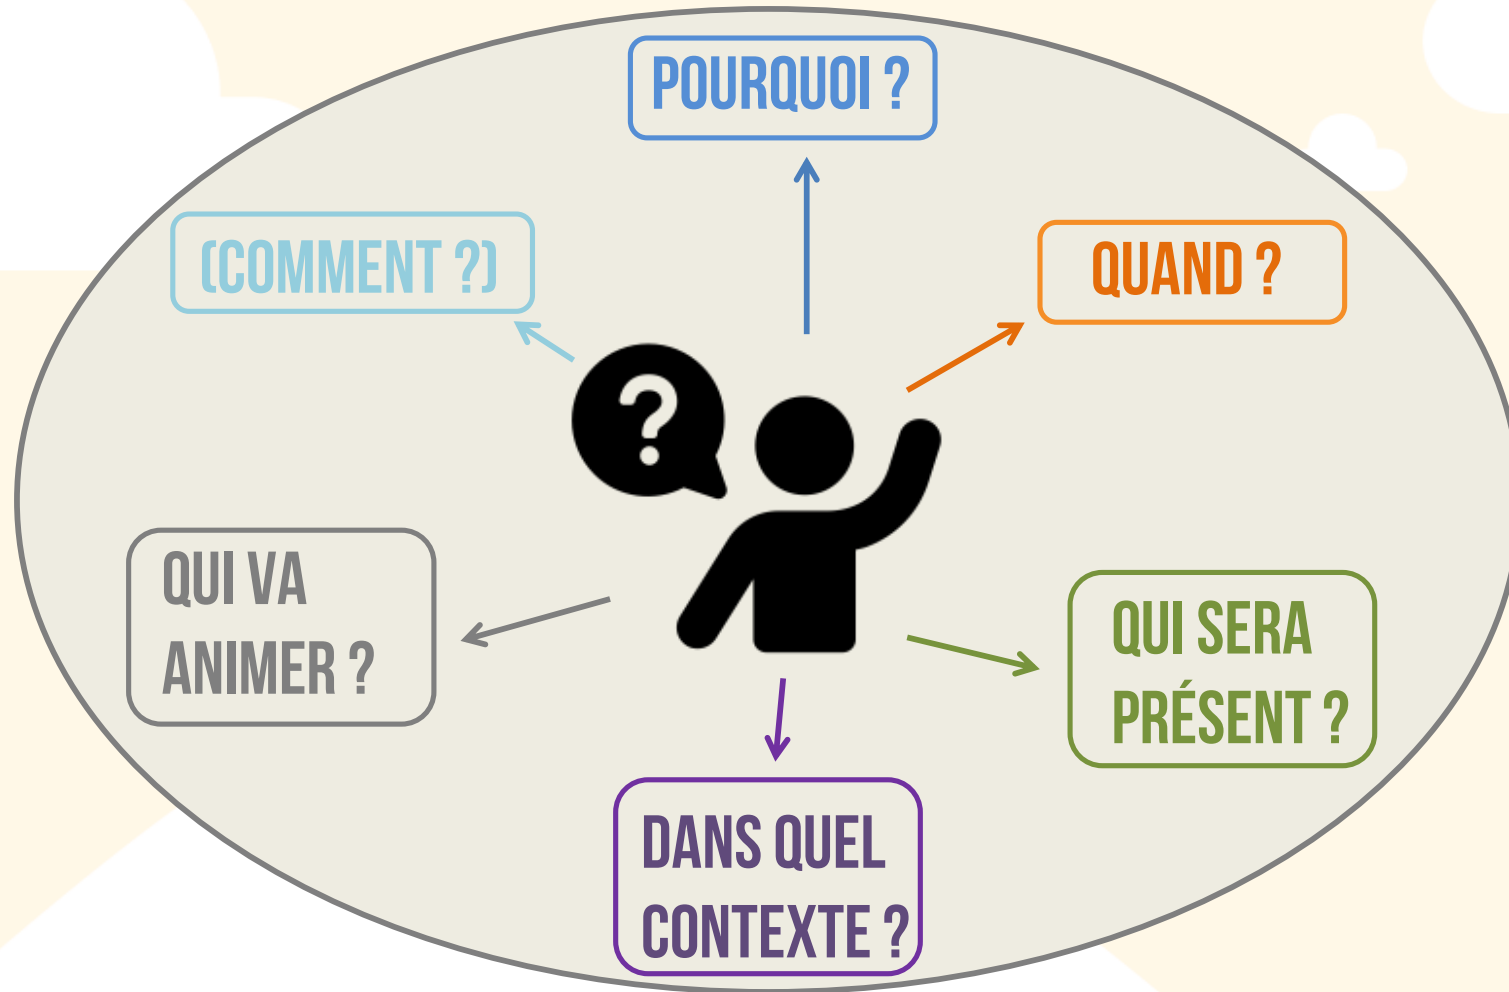 POURQUOI ?
(COMMENT ?)
QUAND ?
?
QUI VA
ANIMER ?
QUI SERA
PRÉSENT ?
DANS QUEL
CONTEXTE ?